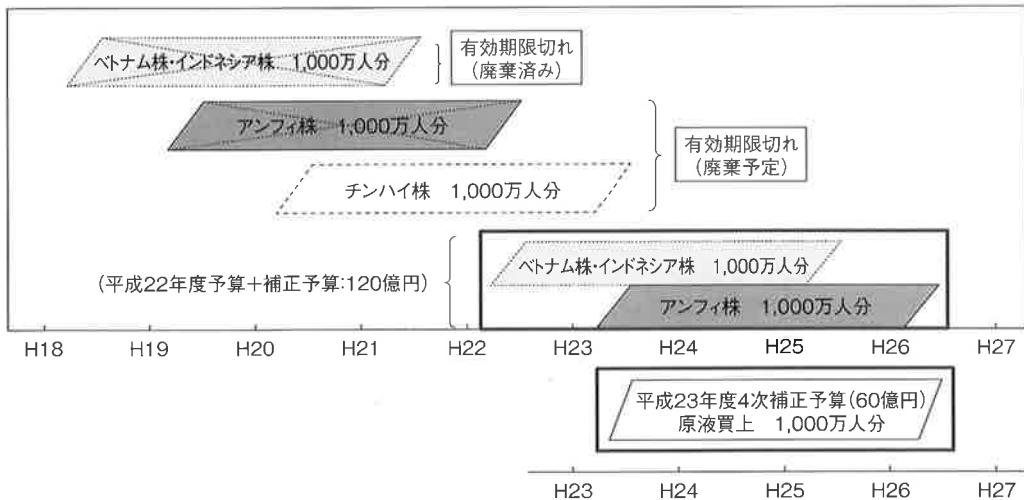 ベトナム株・インドネシア株　1,000万人分
有効期限切れ
(廃棄済み)
アンフィ株　1,000万人分
有効期限切れ
(廃棄予定)
チンハイ株　1,000万人分
ベトナム株・インドネシア株　1,000万人分
(平成22年度予算＋補正予算:120億円)
アンフィ株　1,000万人分
H18 H19 H20 H21 H22 H23 H24 H25 H26 H27
平成23年度4次補正予算(60億円)
原液買上　1,000万人分
H23 H24 H25 H26 H27